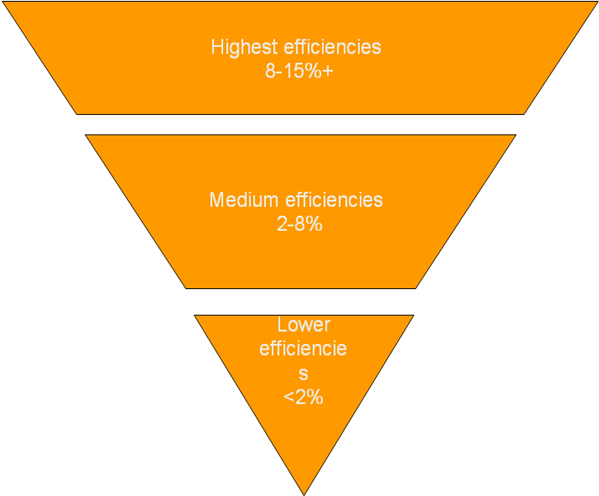 Highest efficiencies
8-15%+
Medium efficiencies
2-8%
Lower
efficiencie
s
<2%